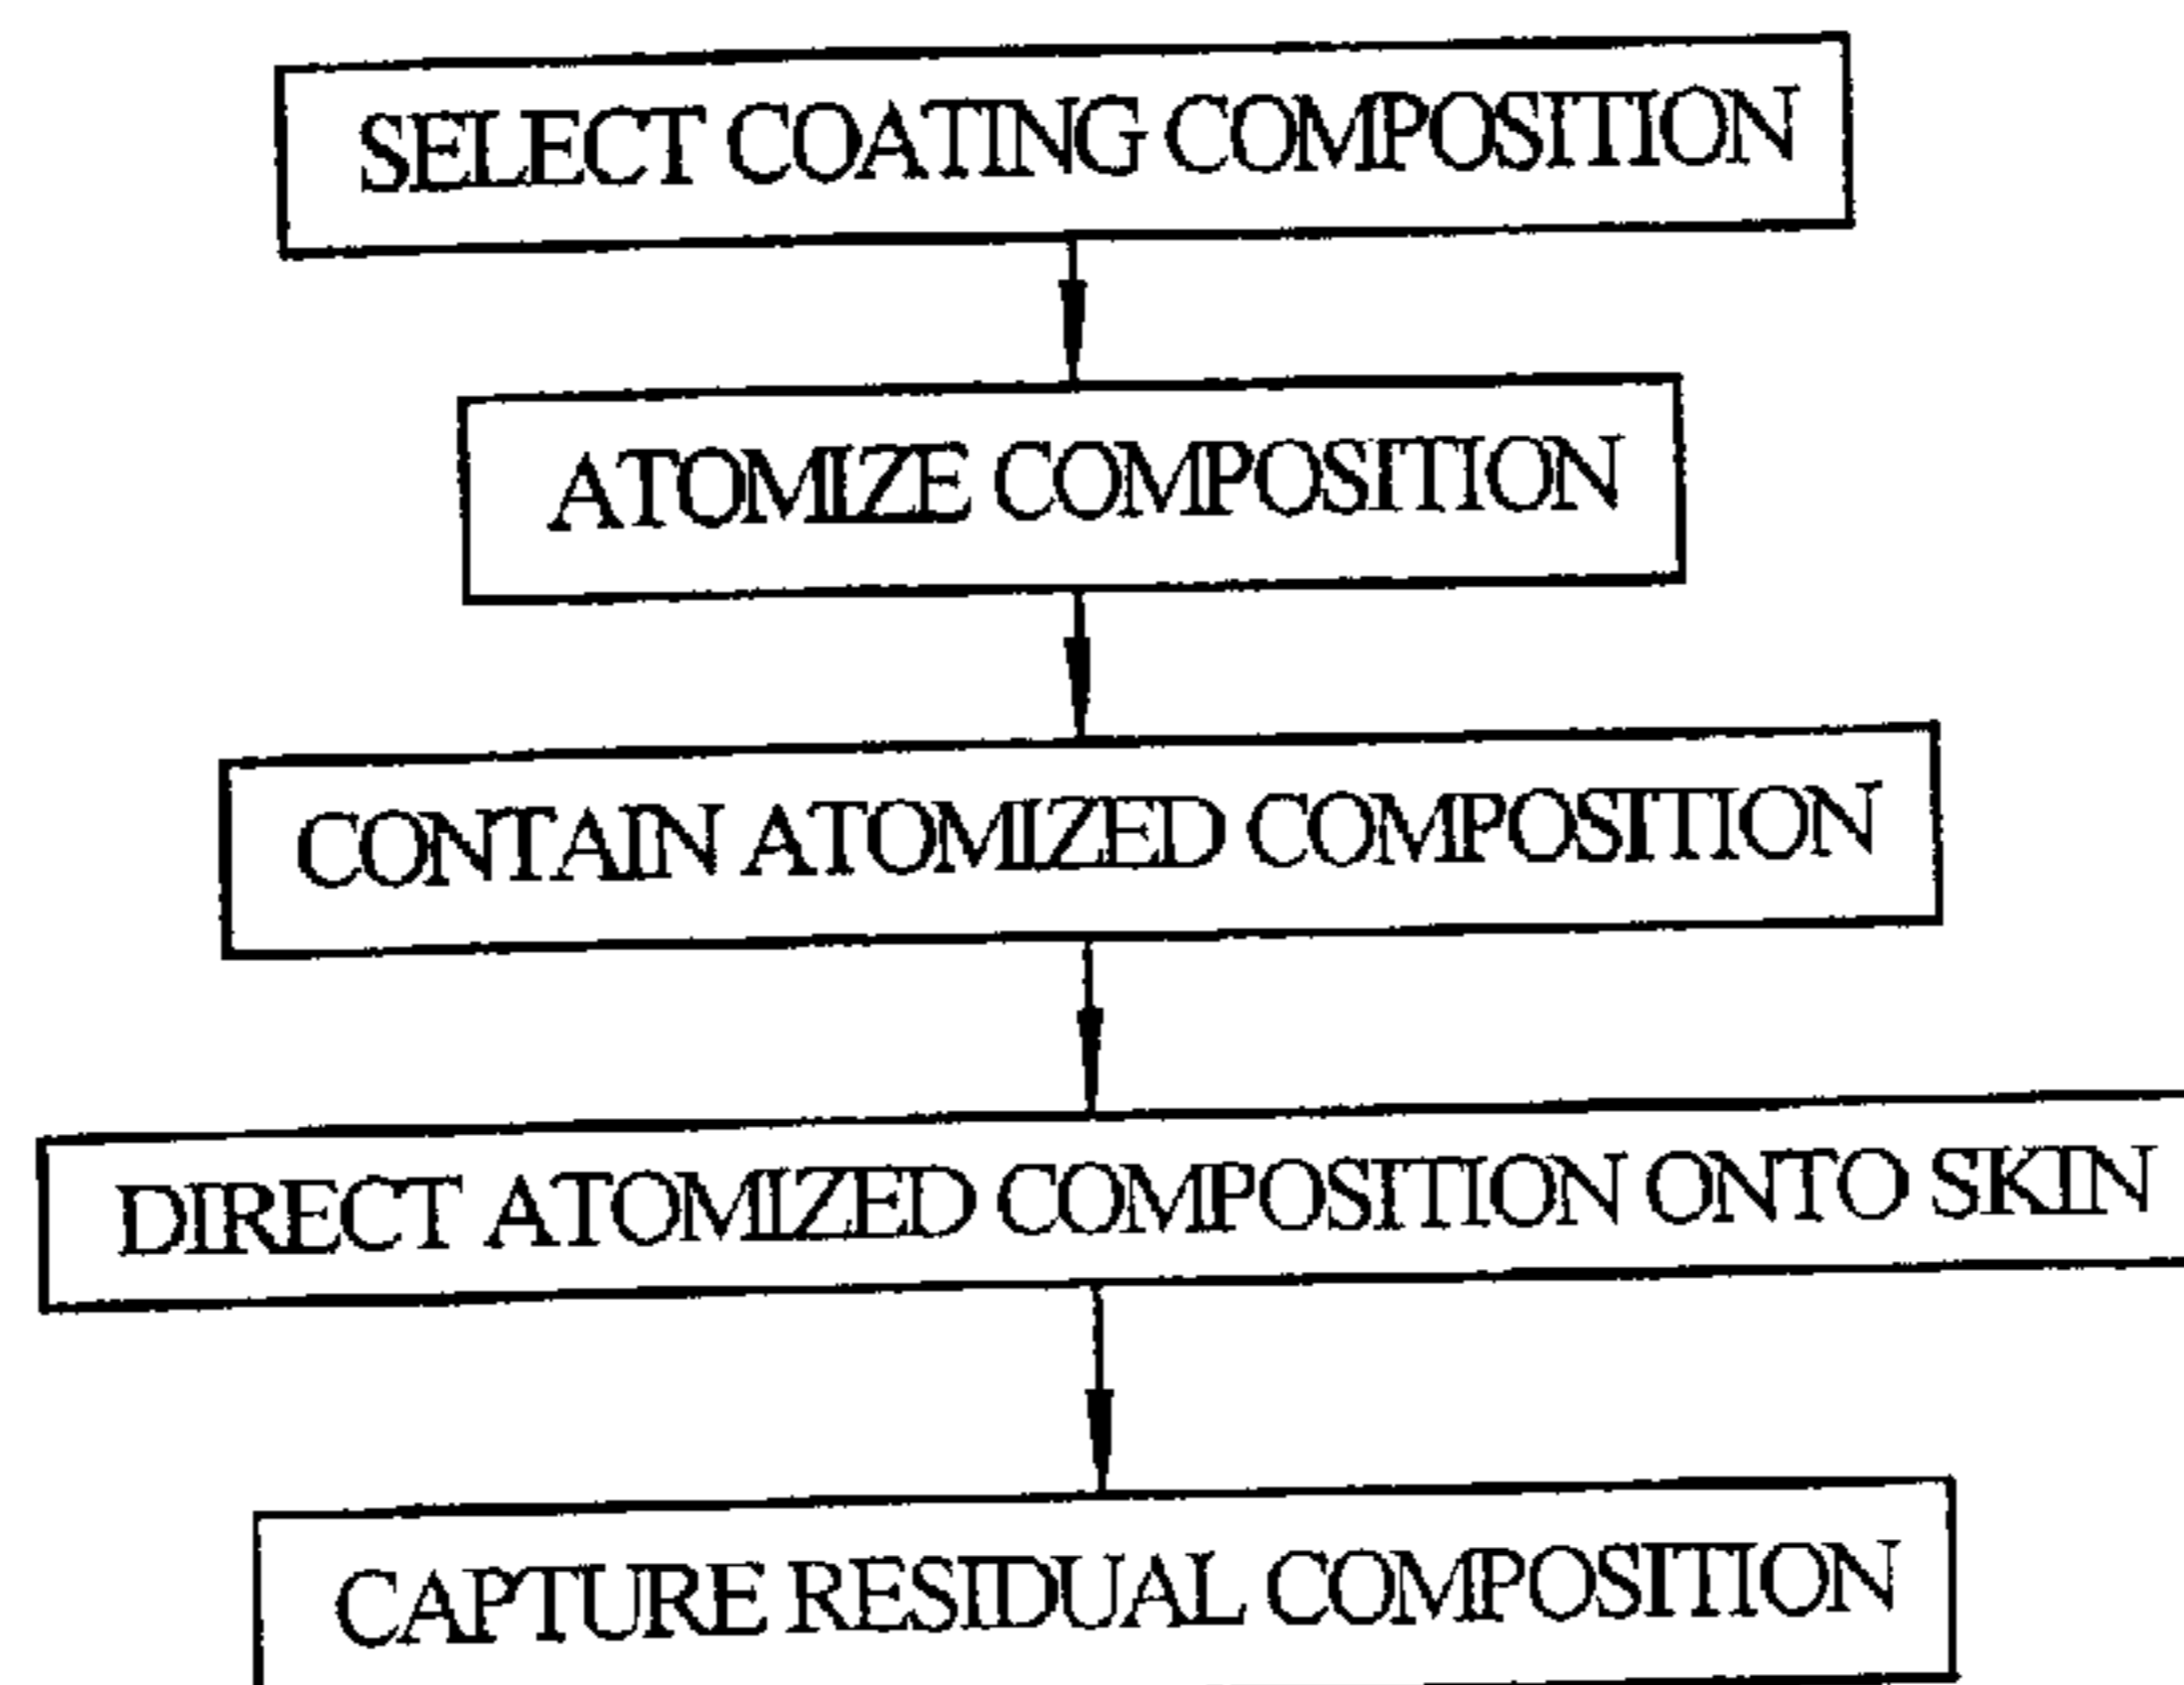 SELECT COATING COMPOSITION
ATOMIZE COMPOSITION
CONTAIN ATOMIZED COMPOSITION
DIRECT ATOMIZED COMPOSITION ONTO SKIN
CAPTURE RESIDUAL COMPOSITION